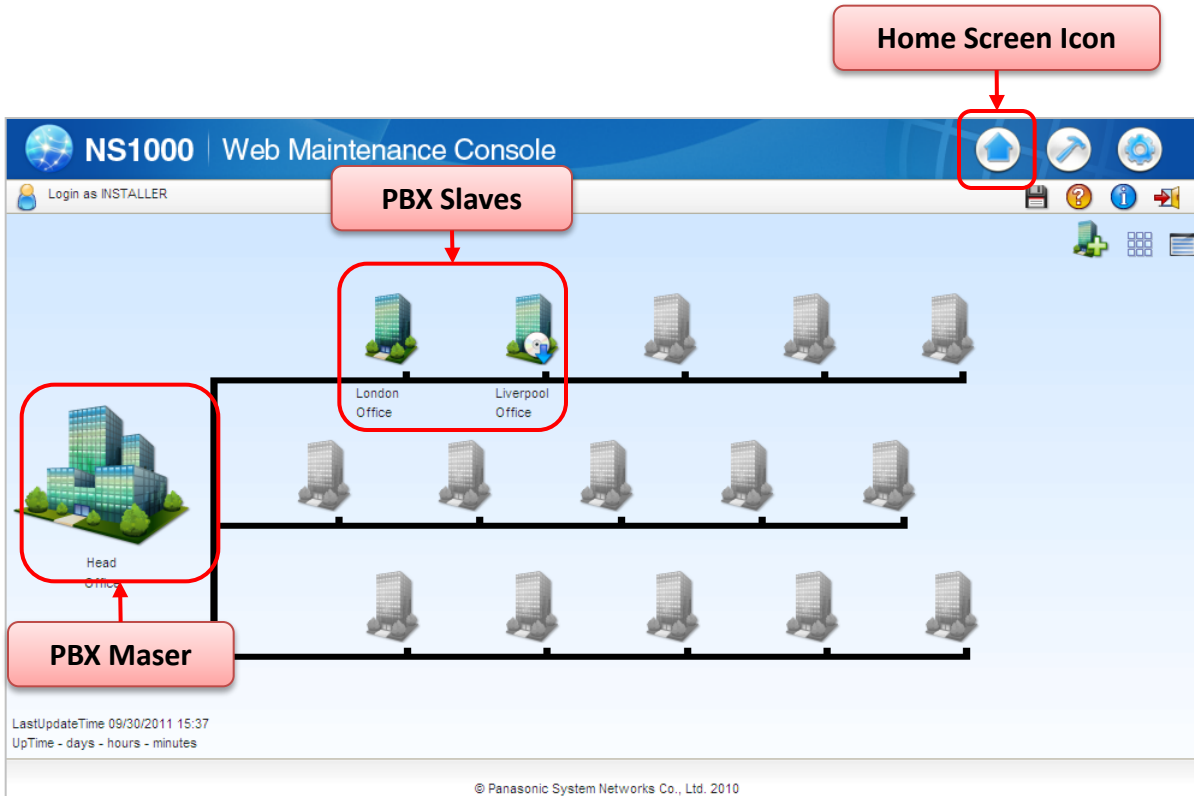 Home Screen Icon
NS1000 Web Maintenance Console
Login as INSTALLER
PBX Slaves
London
Office
Liverpool
Office
Head
Office
PBX Maser
LastUpdateTime 09/30/2011 15:37
UpTime - days - hours - minutes
© Panasonic System Networks Co., Ltd. 2010